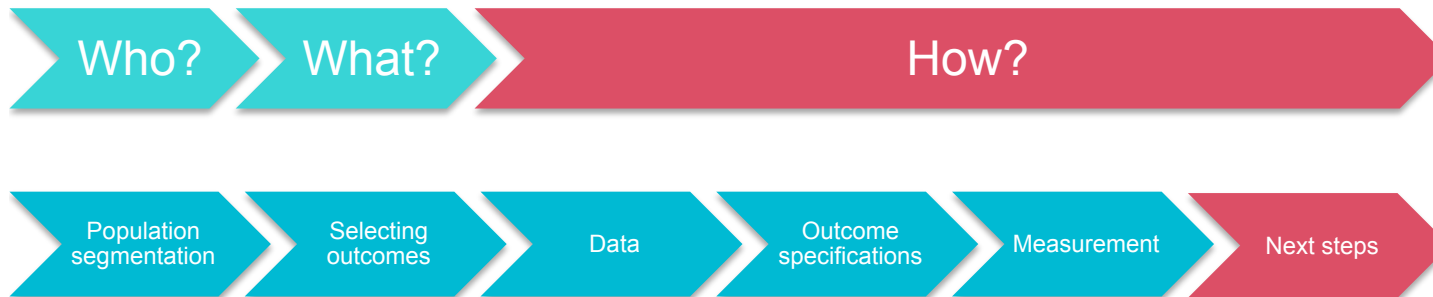 Who?
What?
How?
Population
segmentation
Selecting
outcomes
Data
Outcome
specifications
Measurement
Next steps